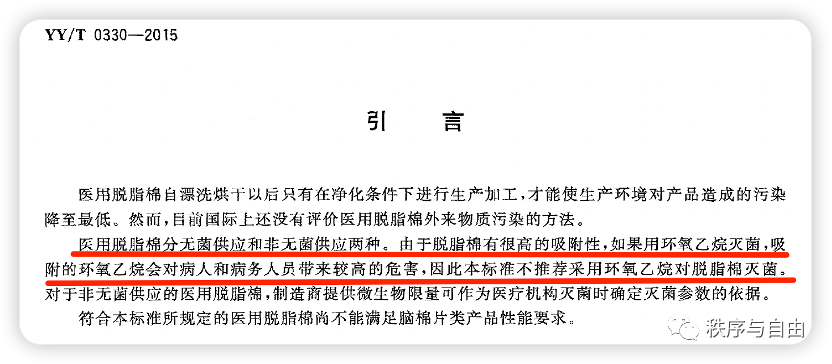 YY/T 0330—2015
引 言
医用脱脂棉自漂洗烘干以后只有在净化条件下进行生产加工,才能使生产环境对产品造成的污染
降至最低。然而,目前国际上还没有评价医用脱脂棉外来物质污染的方法。
医用脱脂棉分无菌供应和非无菌供应两种。由于脱脂棉有很高的吸附性,如果用环氧乙烷灭菌,吸
附的环氧乙烷会对病人和病务人员带来较高的危害,因此本标准不推荐采用环氧乙烷对脱脂棉灭菌。
对于非无菌供应的医用脱脂棉,制造商提供微生物限量可作为医疗机构灭菌时确定灭菌参数的依据。
符合本标准所规定的医用脱脂棉尚不能满足脑棉片类产品性能要求。
秩序与自由